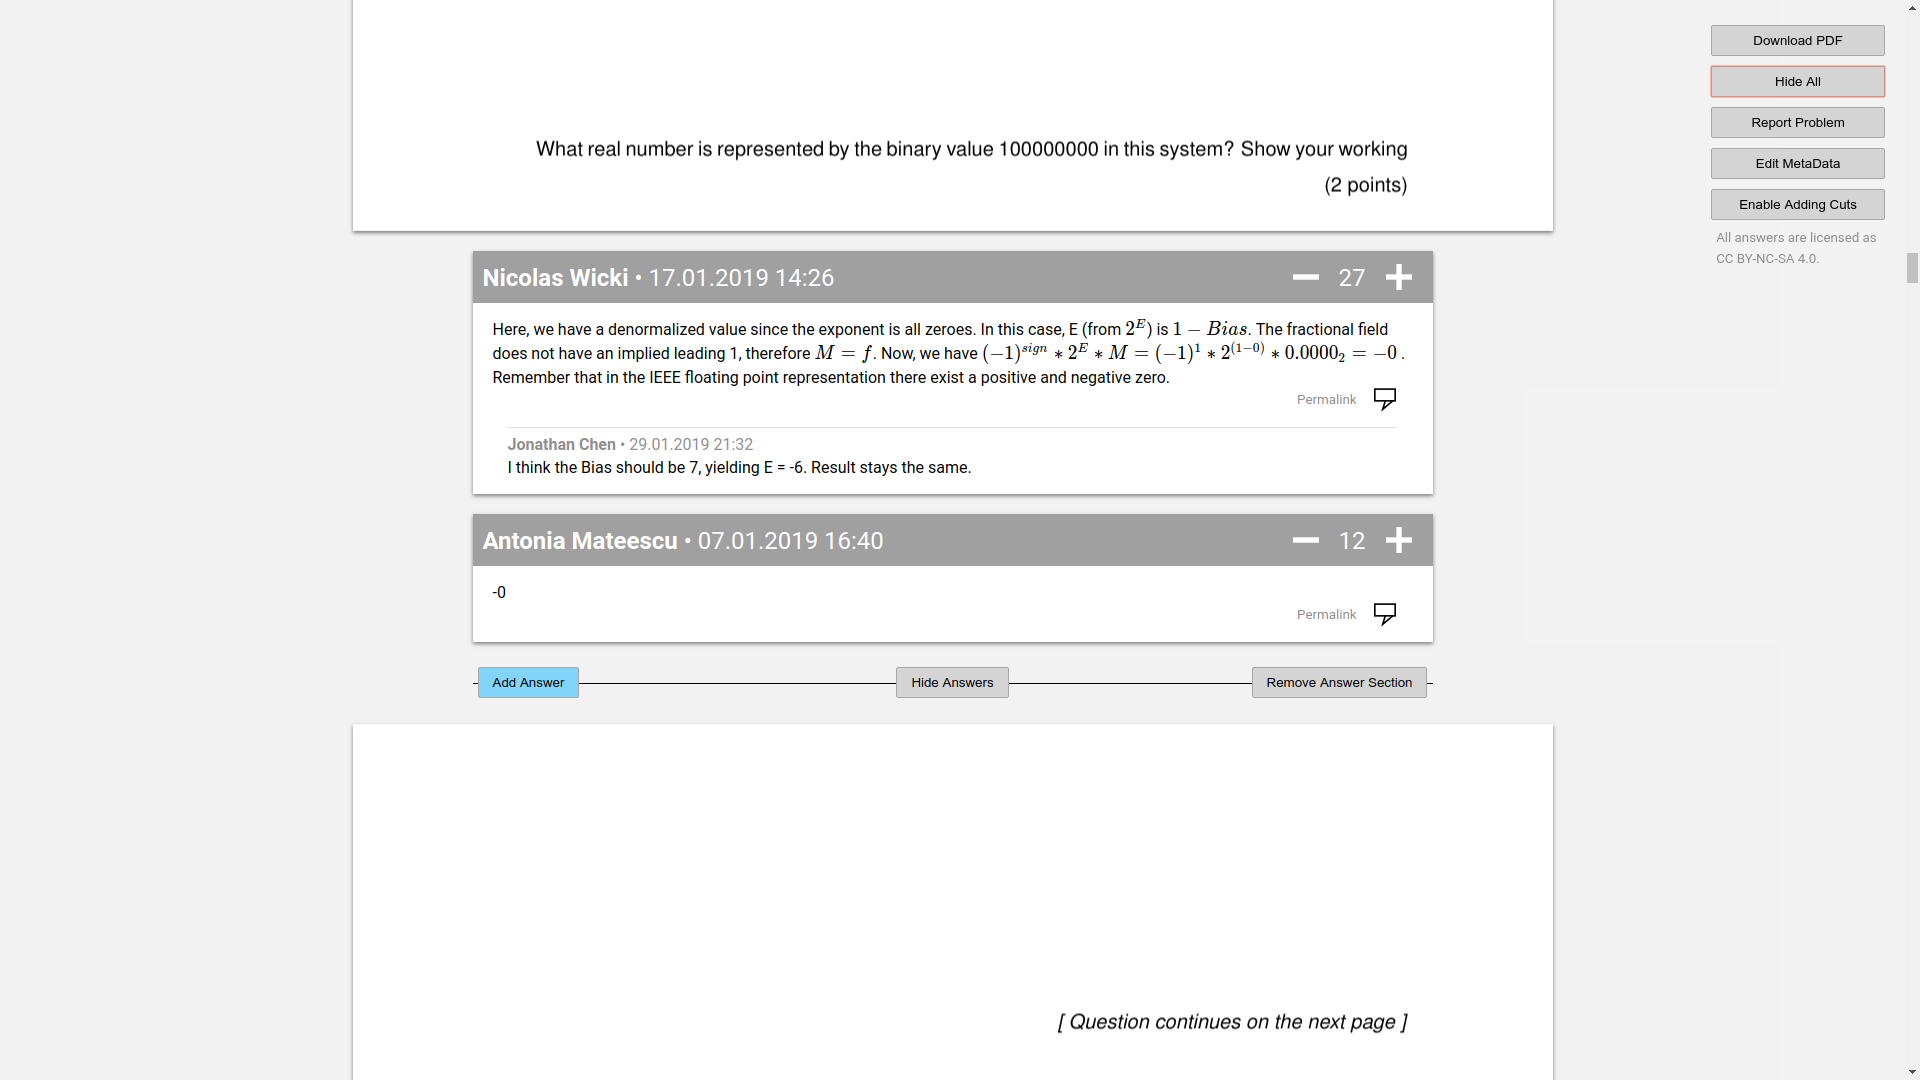 What real number is represented by the binary value 100000000 in this system? Show your working
(2 points)
Nicolas Wicki • 17.01.2019 14:26
27
Here, we have a denormalized value since the exponent is all zeroes. In this case, E (from 2^E) is 1 − Bias. The fractional field
does not have an implied leading 1, therefore M = f. Now, we have (−1)^sign ∗ 2^E ∗ M = (−1)^1 ∗ 2^(1−0) ∗ 0.0000₂ = −0 .
Remember that in the IEEE floating point representation there exist a positive and negative zero.
Permalink
Jonathan Chen • 29.01.2019 21:32
I think the Bias should be 7, yielding E = -6. Result stays the same.
Antonia Mateescu • 07.01.2019 16:40
12
-0
Permalink
Add Answer
Hide Answers
Remove Answer Section
[ Question continues on the next page ]
Download PDF
Hide All
Report Problem
Edit MetaData
Enable Adding Cuts
All answers are licensed as
CC BY-NC-SA 4.0.